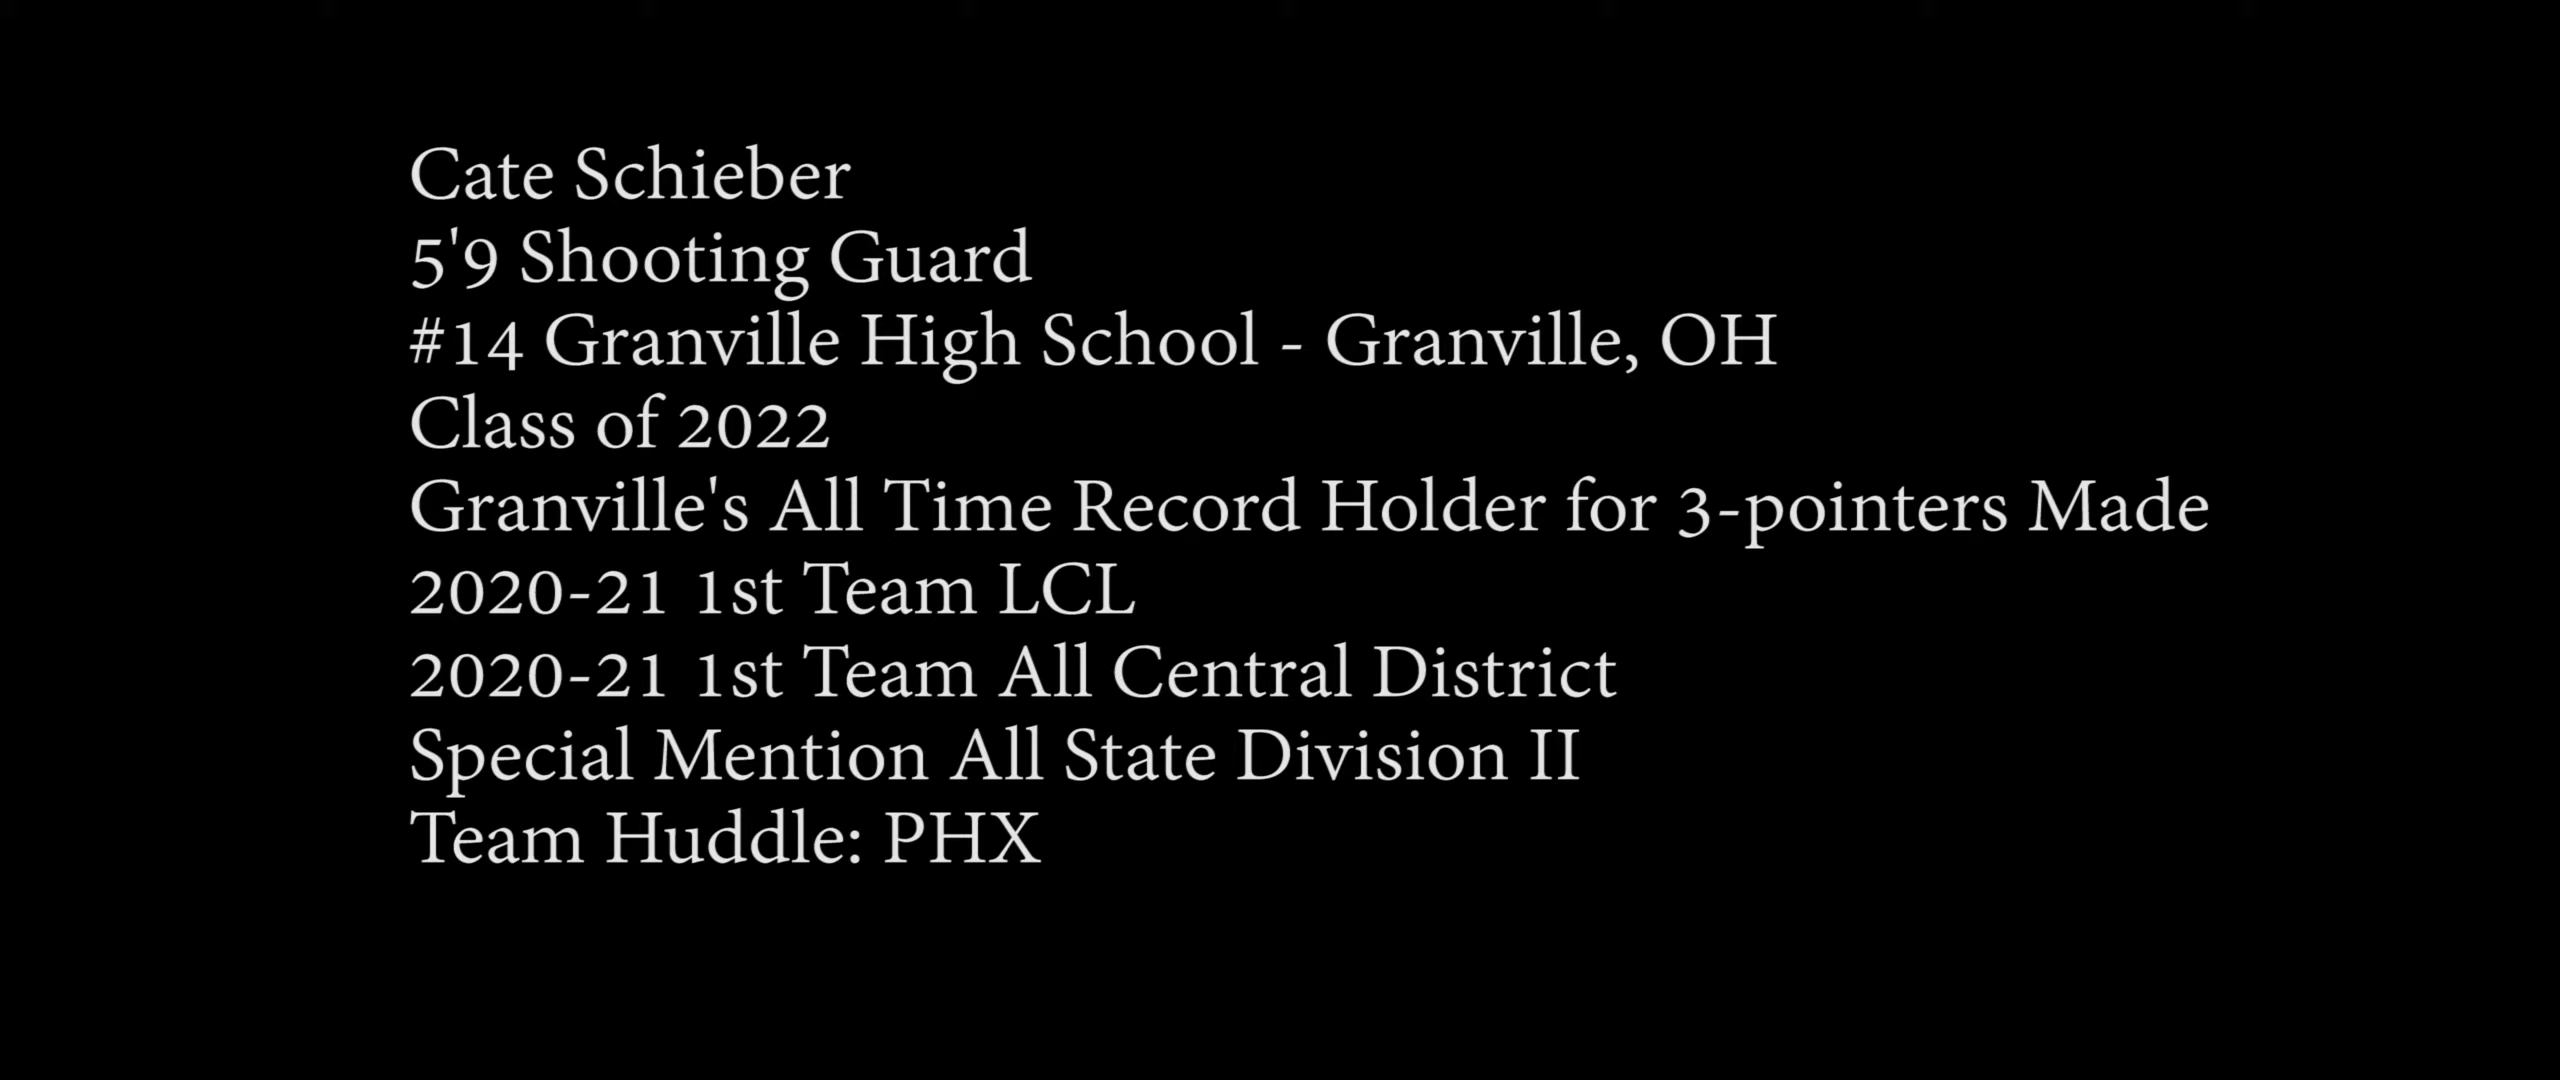 Cate Schieber
5'9 Shooting Guard
#14 Granville High School - Granville, OH
Class of 2022
Granville's All Time Record Holder for 3-pointers Made
2020-21 1st Team LCL
2020-21 1st Team All Central District
Special Mention All State Division II
Team Huddle: PHX